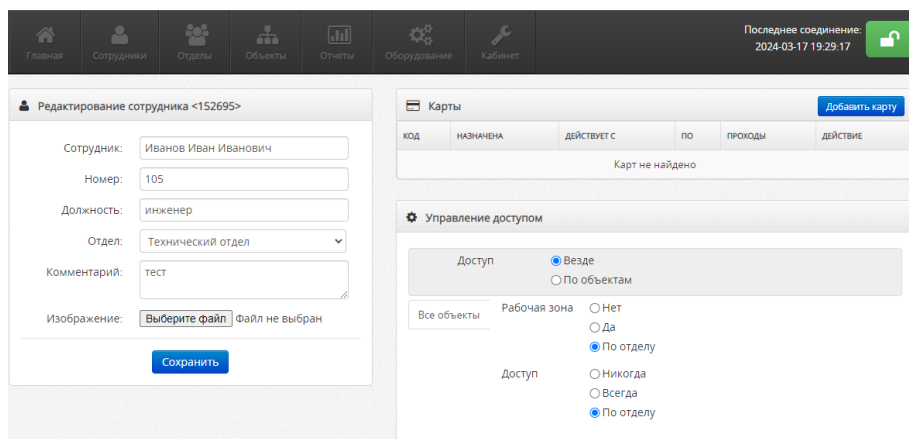 Главная Сотрудники Отделы Объекты Отчеты Оборудование Кабинет
Последнее соединение:
2024-03-17 19:29:17
Редактирование сотрудника <152695>
Сотрудник: Иванов Иван Иванович
Номер: 105
Должность: инженер
Отдел: Технический отдел
Комментарий: тест
Изображение: Выберите файл Файл не выбран
Сохранить
Карты Добавить карту
КОД НАЗНАЧЕНА ДЕЙСТВУЕТ С ПО ПРОХОДЫ ДЕЙСТВИЕ
Карт не найдено
Управление доступом
Доступ Везде
По объектам
Все объекты Рабочая зона Нет
Да
По отделу
Доступ Никогда
Всегда
По отделу